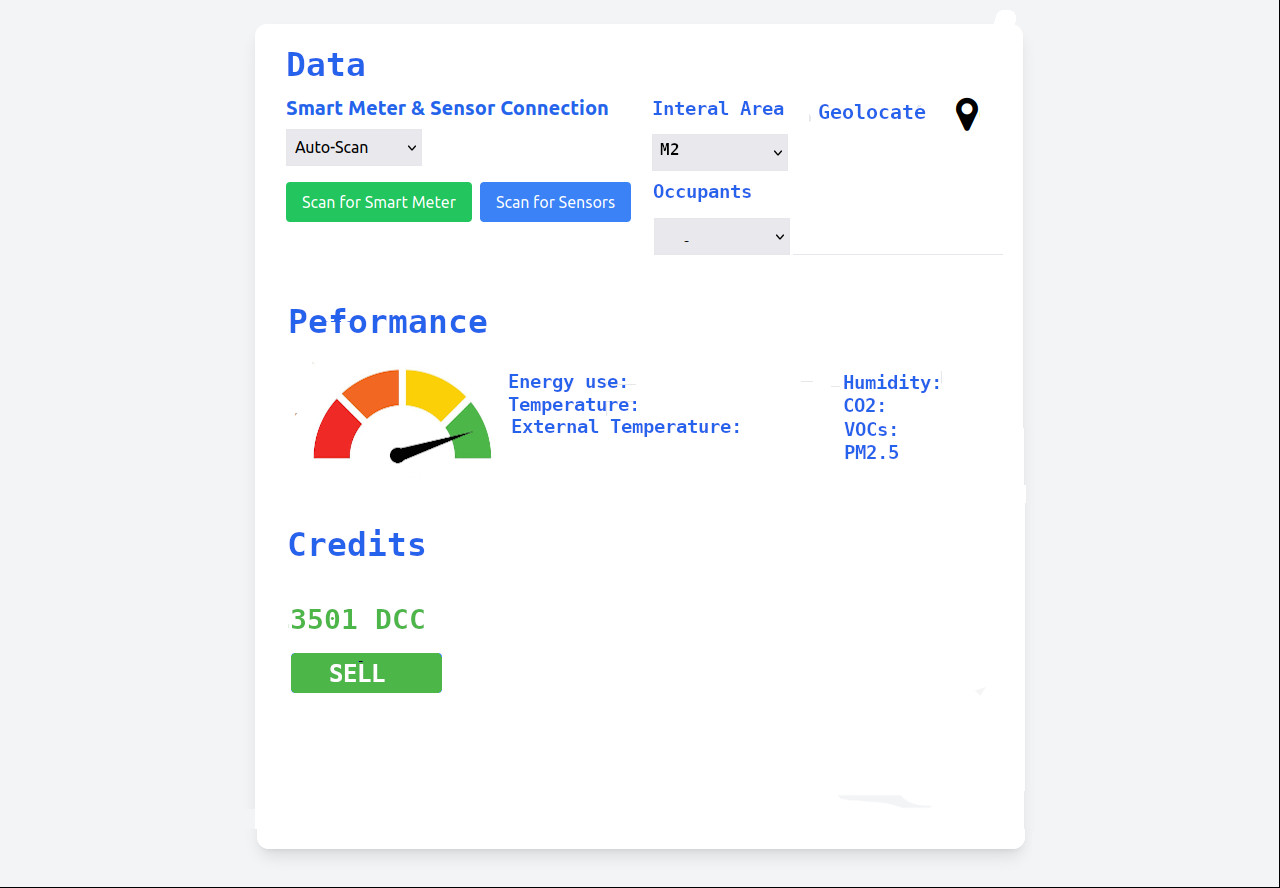 Data
Smart Meter & Sensor Connection
Auto-Scan
Scan for Smart Meter
Scan for Sensors
Interal Area
M2
Occupants
-
Geolocate
Peformance
Energy use:
Temperature:
External Temperature:
Humidity:
CO2:
VOCs:
PM2.5
Credits
3501 DCC
SELL